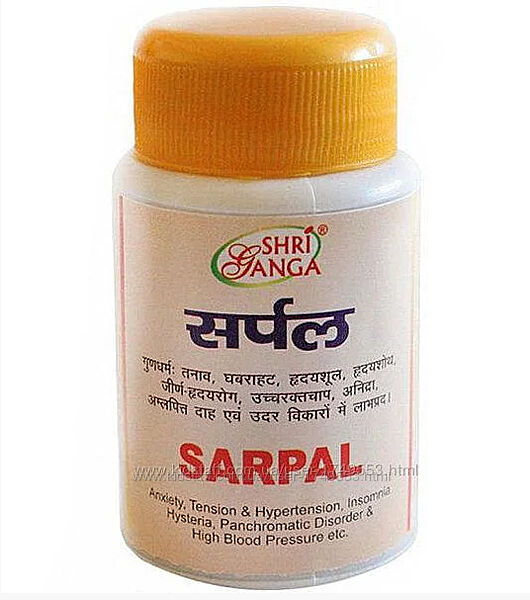 SHRI
GANGA®
सर्पल
गुणधर्मः तनाव, घबराहट, हृदयशूल, हृदयशोथ,
जीर्ण-हृदयरोग, उच्चरक्तचाप, अनिद्रा,
अम्लपित्त दाह एवं उदर विकारों में लाभप्रद।
SARPAL
Anxiety, Tension & Hypertension, Insomnia
Hysteria, Panchromatic Disorder &
High Blood Pressure etc.